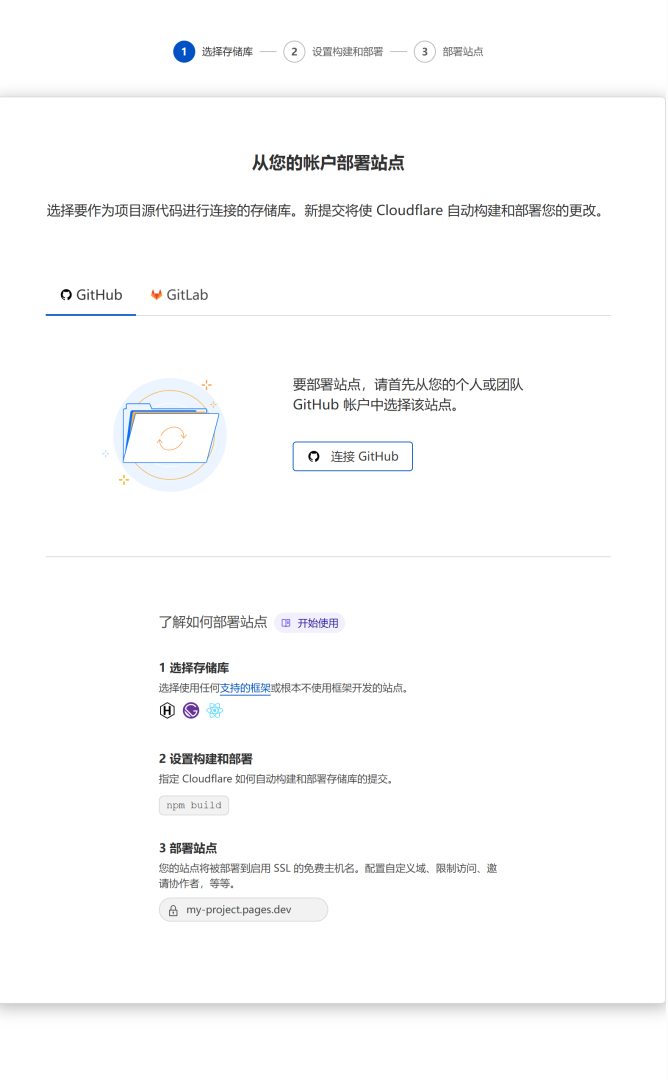 1 选择存储库 2 设置构建和部署 3 部署站点
从您的帐户部署站点
选择要作为项目源代码进行连接的存储库。新提交将使 Cloudflare 自动构建和部署您的更改。
GitHub GitLab
要部署站点，请首先从您的个人或团队
GitHub 帐户中选择该站点。
连接 GitHub
了解如何部署站点 开始使用
1 选择存储库
选择使用任何支持的框架或根本不使用框架开发的站点。
2 设置构建和部署
指定 Cloudflare 如何自动构建和部署存储库的提交。
npm build
3 部署站点
您的站点将被部署到启用 SSL 的免费主机名。配置自定义域、限制访问、邀
请协作者，等等。
my-project.pages.dev